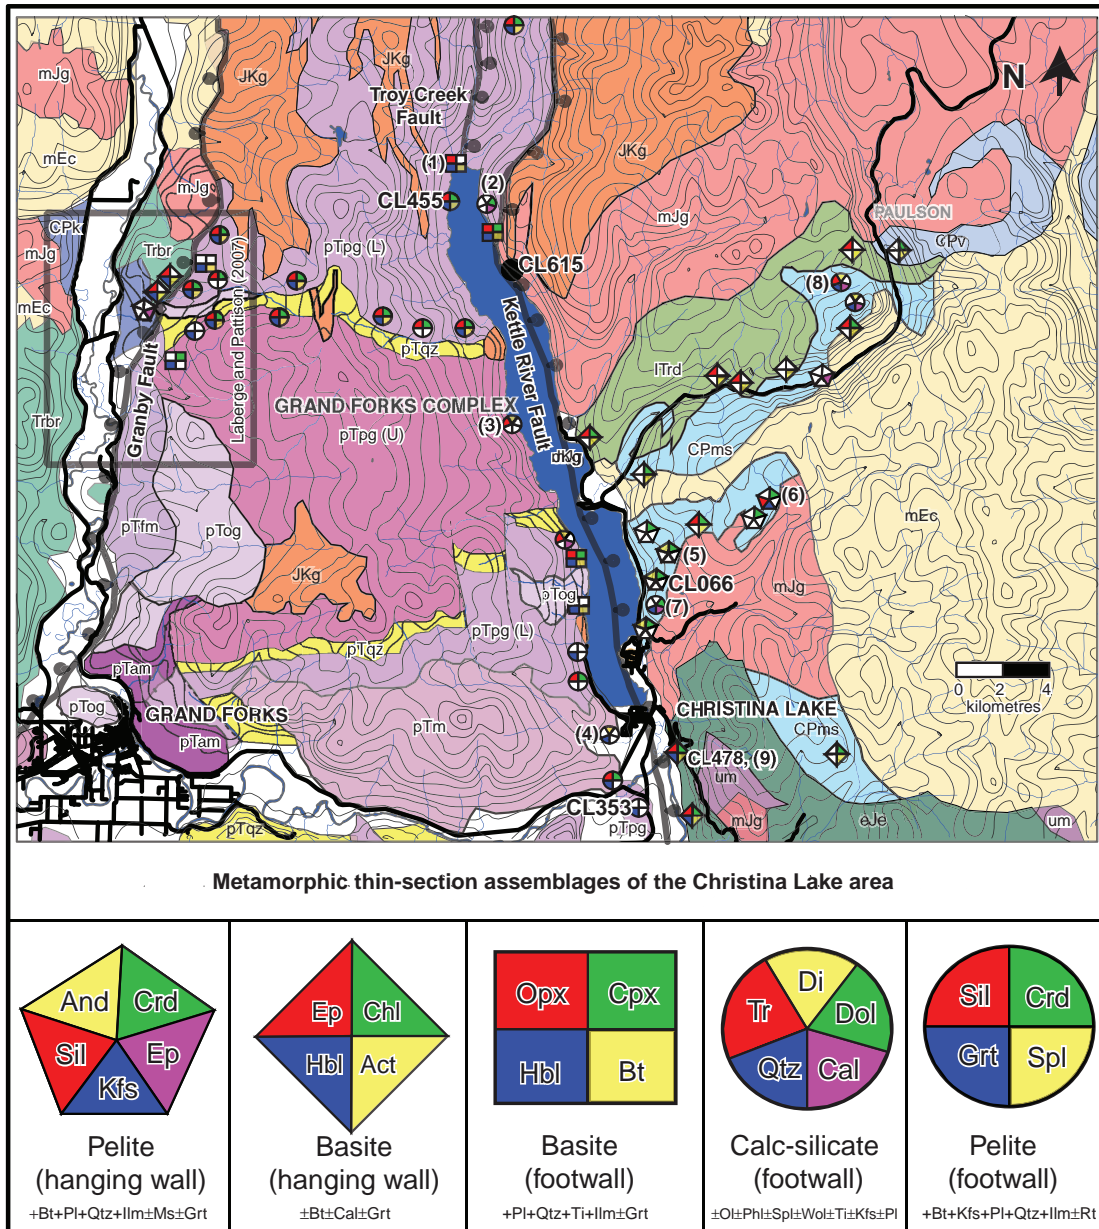 mJg
JKg
JKg
Troy Creek
Fault
N
mEc
(1)
(2)
JKg
mJg
CL455
mJg
CPk
Trbr
pTpg (L)
PAULSON
CPv
mJg
CL615
(8)
mEc
Laberge and Pattison (2007)
Granby Fault
Kettle River Fault
pTqz
lTrd
Trbr
GRAND FORKS COMPLEX
(3)
pTpg (U)
CPms
(6)
mEc
pTfm
pTog
(5)
JKg
CL066
pTog
mJg
(7)
pTpg (L)
pTqz
pTam
0 2 4
kilometres
pTog
GRAND FORKS
CHRISTINA LAKE
pTm
(4)
CPms
pTam
CL478, (9)
um
CL353
pTqz
pTpg
mJg
eJe
um
Metamorphic thin-section assemblages of the Christina Lake area
And
Crd
Sil
Ep
Kfs
Pelite
(hanging wall)
+Bt+Pl+Qtz+Ilm±Ms±Grt
Ep
Chl
Hbl
Act
Basite
(hanging wall)
±Bt±Cal±Grt
Opx
Cpx
Hbl
Bt
Basite
(footwall)
+Pl+Qtz+Ti+Ilm±Grt
Di
Tr
Dol
Qtz
Cal
Calc-silicate
(footwall)
±Ol±Phl±Spl±Wol±Ti±Kfs±Pl
Sil
Crd
Grt
Spl
Pelite
(footwall)
+Bt+Kfs+Pl+Qtz+Ilm±Rt